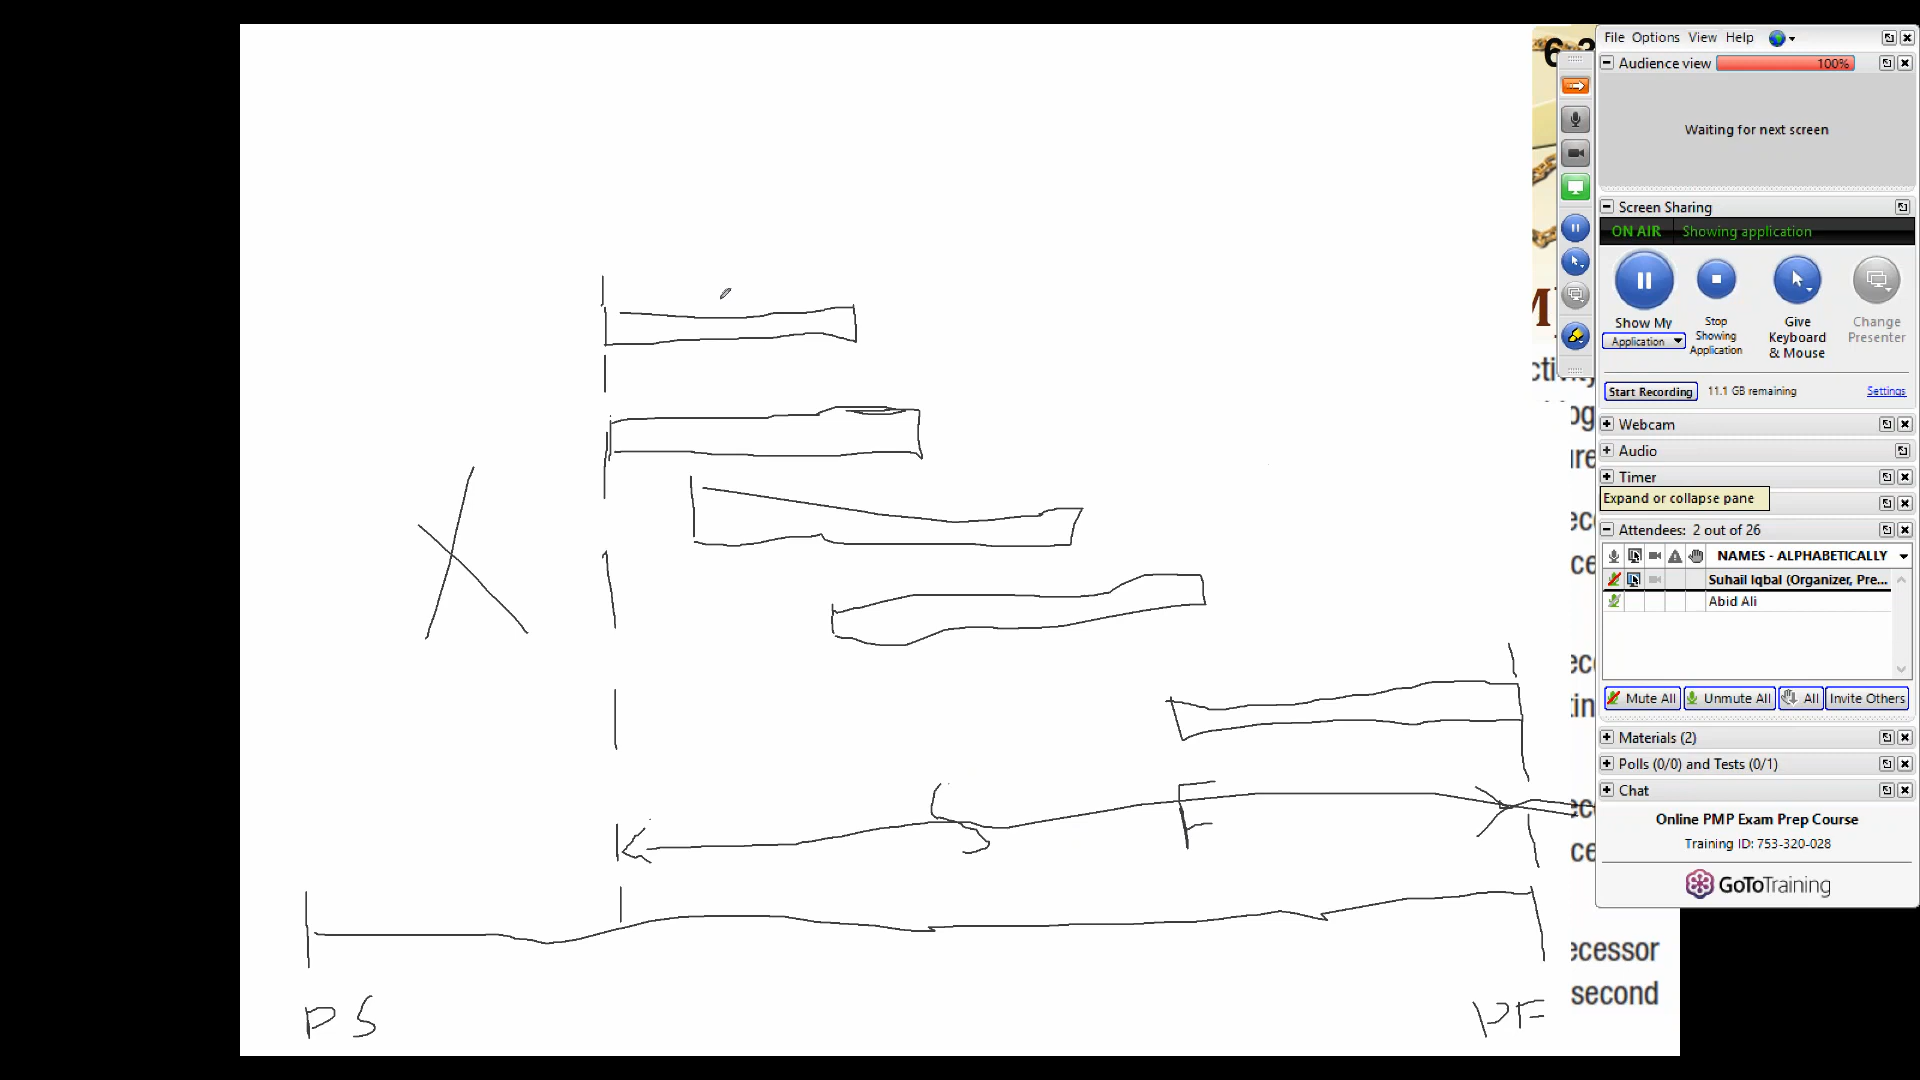 6.3
File Options View Help
Audience view 100%
Waiting for next screen
Screen Sharing
ON AIR Showing application
Show My
Application
Stop
Showing
Application
Give
Keyboard
& Mouse
Change
Presenter
Start Recording 11.1 GB remaining Settings
Webcam
Audio
Timer
Expand or collapse pane
Attendees: 2 out of 26
NAMES - ALPHABETICALLY
Suhail Iqbal (Organizer, Pre...
Abid Ali
Mute All Unmute All All Invite Others
Materials (2)
Polls (0/0) and Tests (0/1)
Chat
Online PMP Exam Prep Course
Training ID: 753-320-028
GoToTraining
X
S F
PS PF
ecessor
second